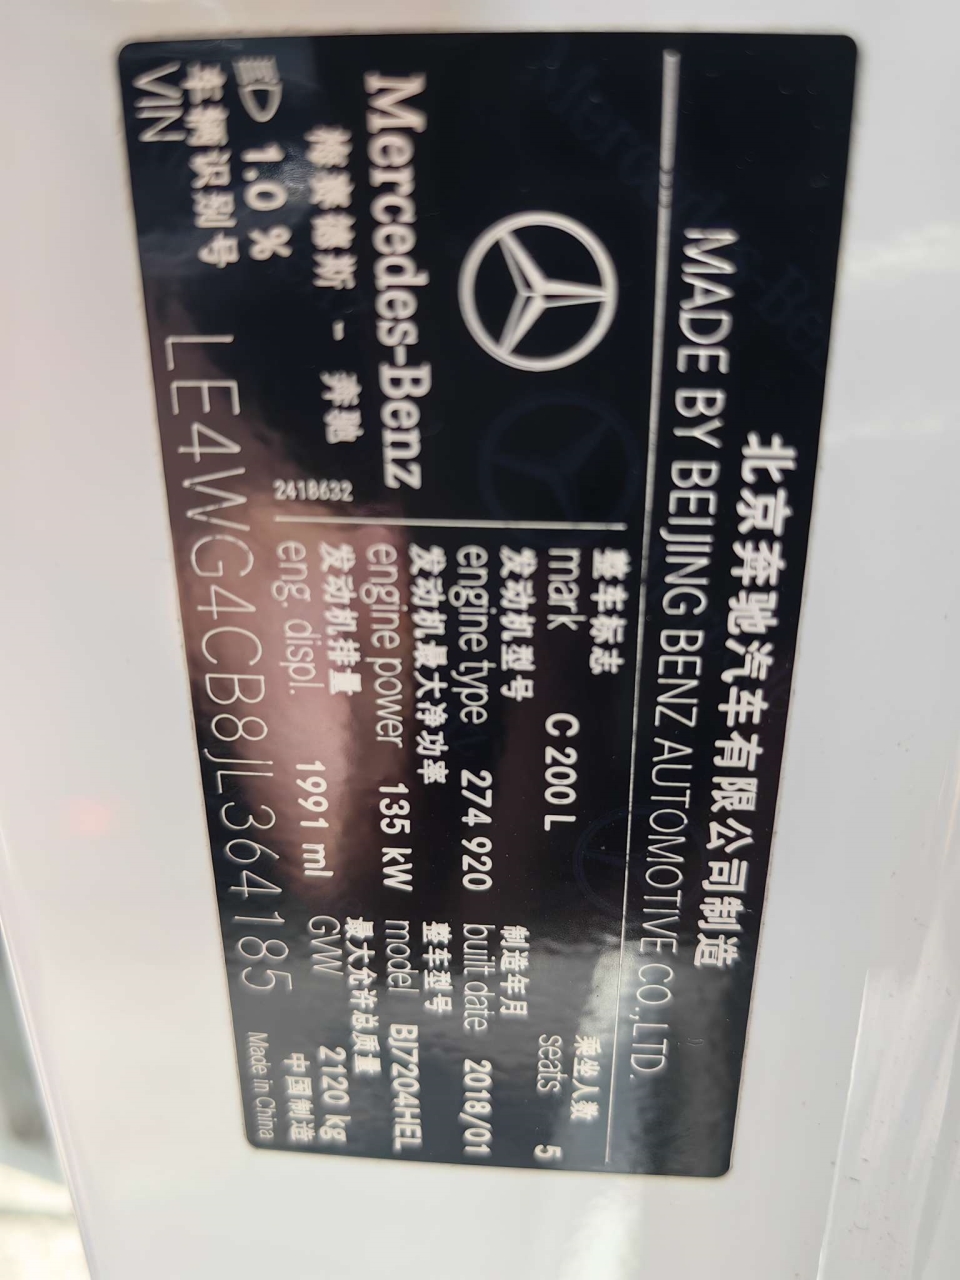 北京奔驰汽车有限公司制造
MADE BY BEIJING BENZ AUTOMOTIVE CO.,LTD.
Mercedes-Benz
梅赛德斯 - 奔驰
2418632
整车标志
mark C 200 L
乘坐人数
seats 5
发动机型号
engine type 274 920
制造年月
built date 2018/01
发动机最大净功率
engine power 135 kW
整车型号
model BJ7204HEL
发动机排量
eng. displ. 1991 ml
最大允许总质量
GVW 2120 kg
1.0 %
车辆识别号
VIN LE4WG4CB8JL364185
中国制造
Made in China